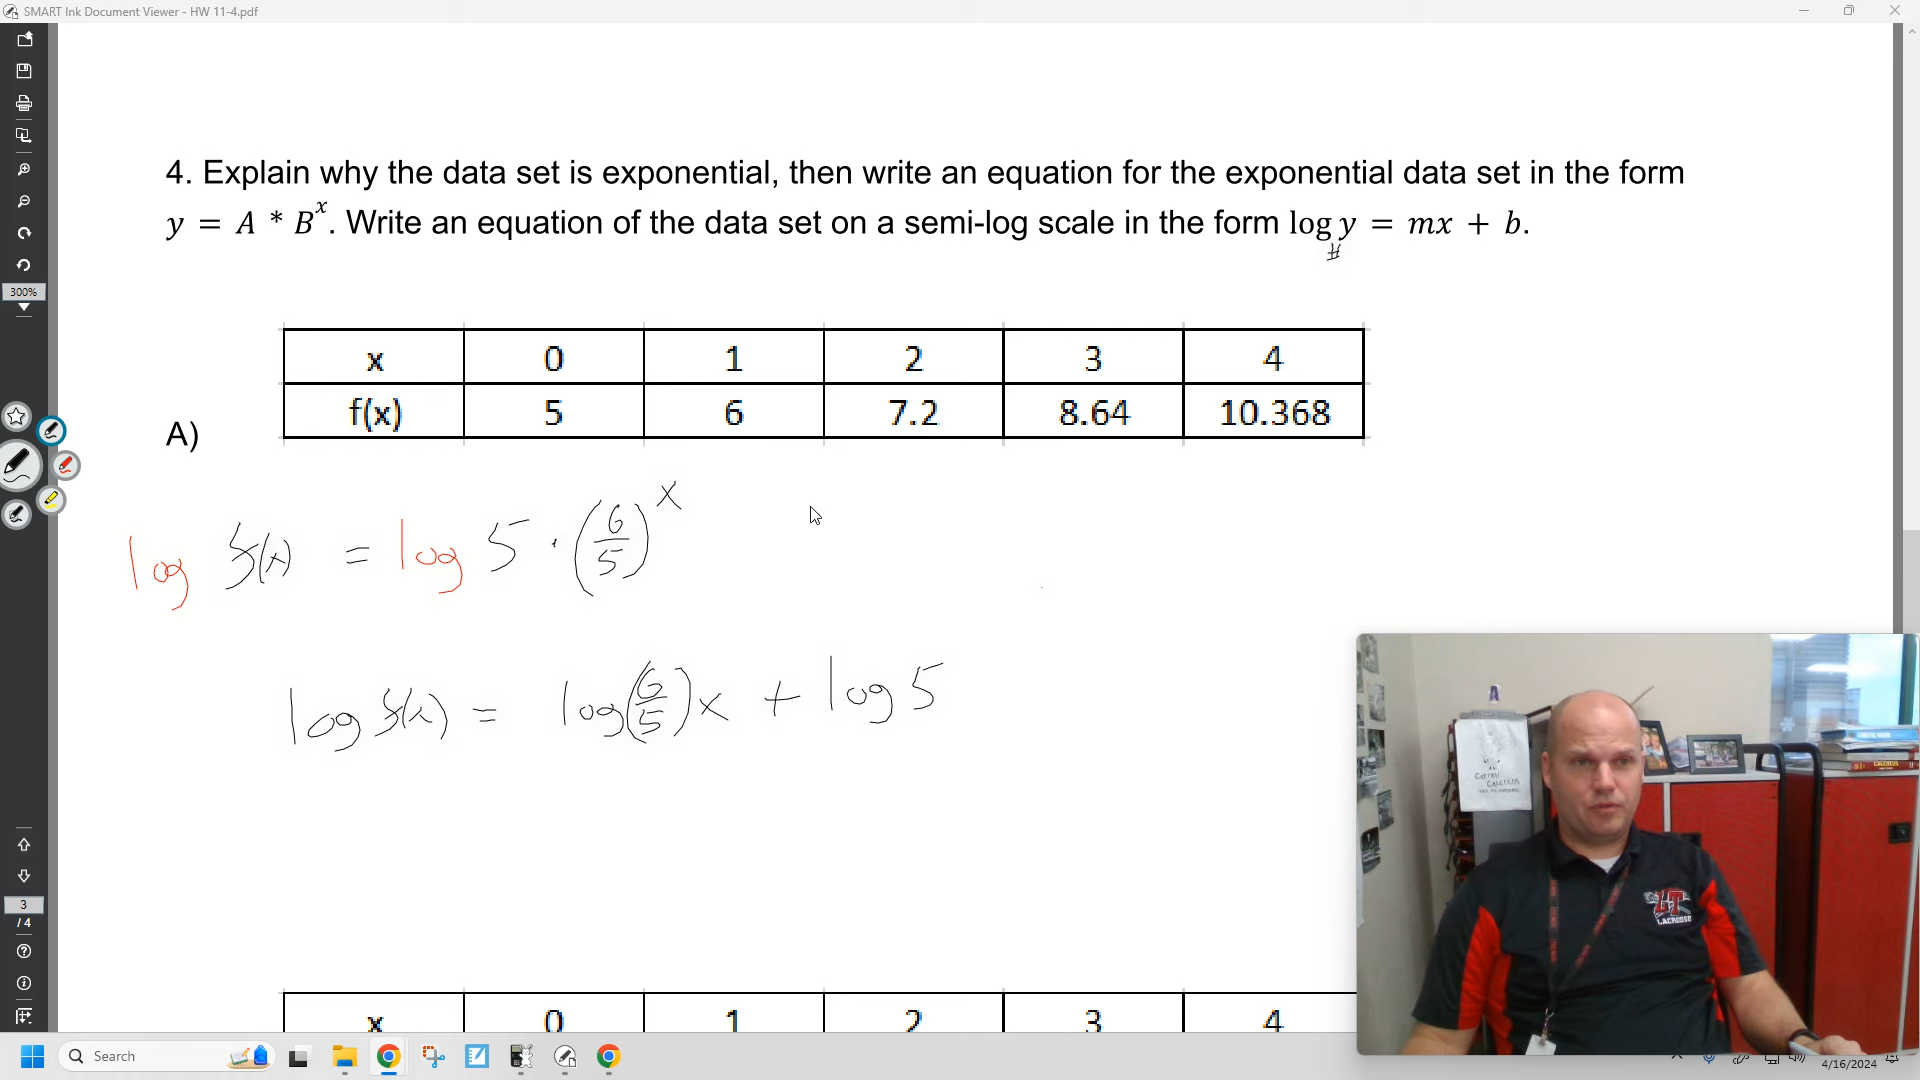 SMART Ink Document Viewer - HW 11-4.pdf
4. Explain why the data set is exponential, then write an equation for the exponential data set in the form
y = A * B^x. Write an equation of the data set on a semi-log scale in the form log y = mx + b.
300%
x 0 1 2 3 4
f(x) 5 6 7.2 8.64 10.368
A)
log f(x) = log 5 · (6/5)^x
log f(x) = log(6/5)x + log 5
CALCULUS
LT
LACROSSE
3
/ 4
x 0 1 2 3 4
Search
4/16/2024